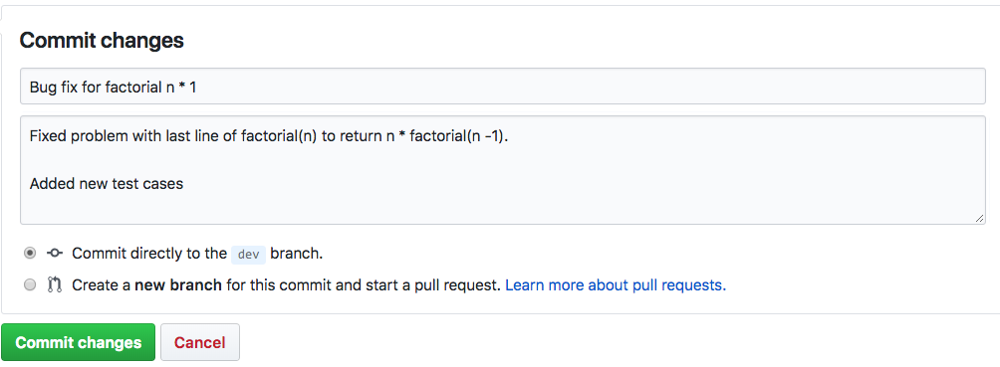 Commit changes
Bug fix for factorial n * 1
Fixed problem with last line of factorial(n) to return n * factorial(n -1).
Added new test cases
Commit directly to the dev branch.
Create a new branch for this commit and start a pull request. Learn more about pull requests.
Commit changes Cancel